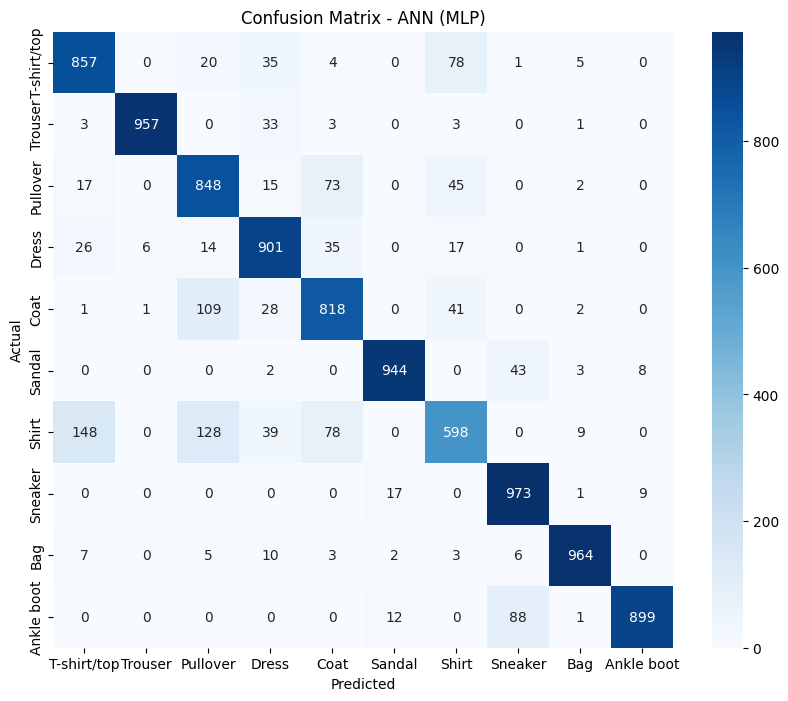 Confusion Matrix - ANN (MLP)
T-shirt/top 857 0 20 35 4 0 78 1 5 0
Trouser 3 957 0 33 3 0 3 0 1 0
Pullover 17 0 848 15 73 0 45 0 2 0
Dress 26 6 14 901 35 0 17 0 1 0
Coat 1 1 109 28 818 0 41 0 2 0
Sandal 0 0 0 2 0 944 0 43 3 8
Shirt 148 0 128 39 78 0 598 0 9 0
Sneaker 0 0 0 0 0 17 0 973 1 9
Bag 7 0 5 10 3 2 3 6 964 0
Ankle boot 0 0 0 0 0 12 0 88 1 899
T-shirt/top Trouser Pullover Dress Coat Sandal Shirt Sneaker Bag Ankle boot
Predicted
Actual
800
600
400
200
0